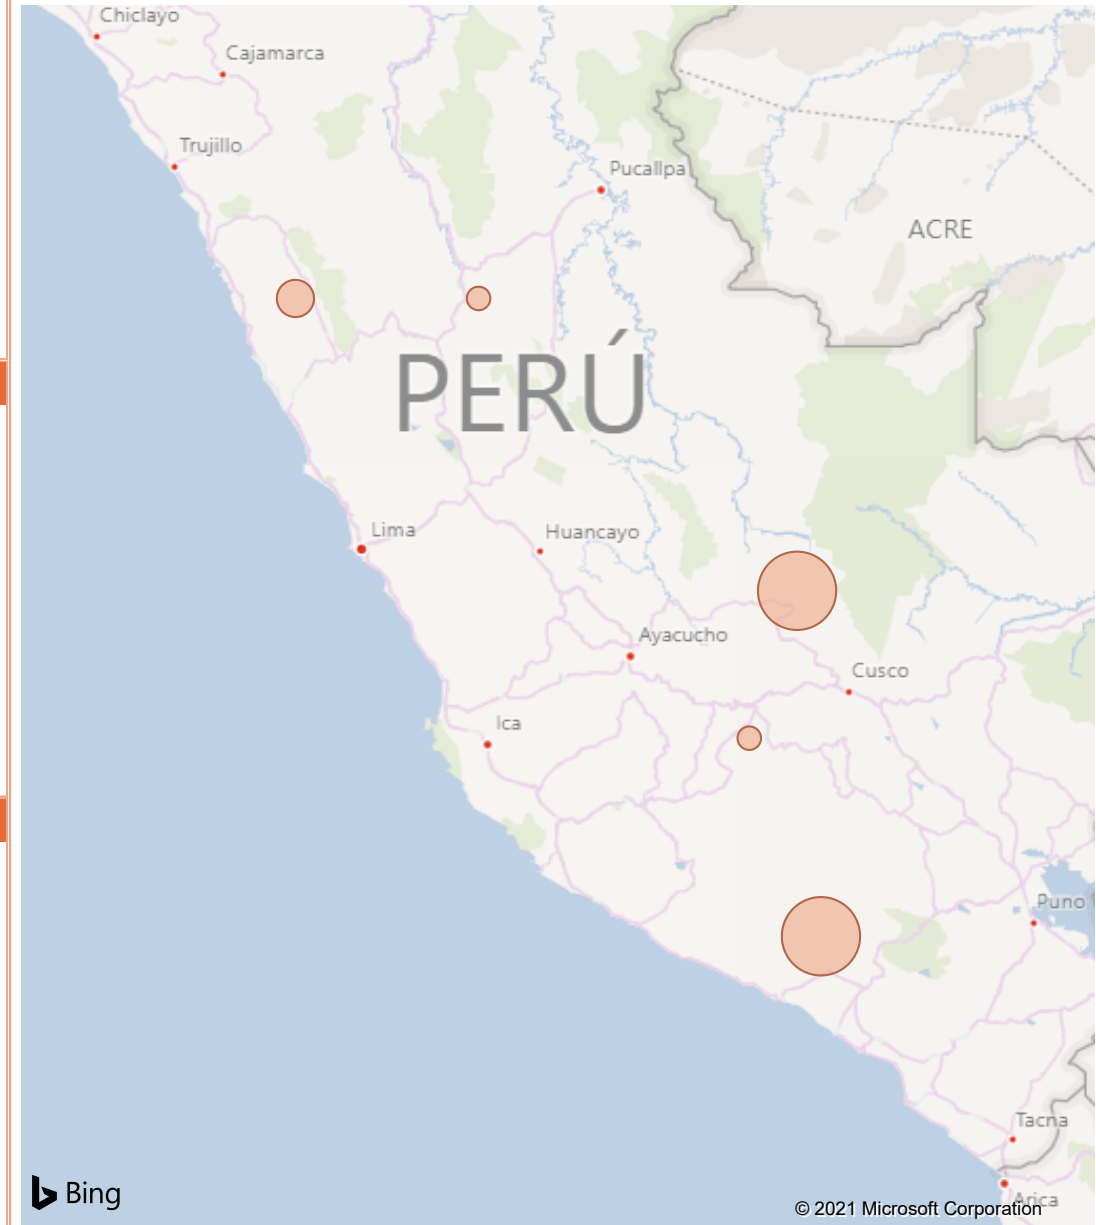 Chiclayo
Cajamarca
Trujillo
Pucallpa
ACRE
PERÚ
Lima
Huancayo
Ayacucho
Cusco
Ica
Puno
Tacna
Arica
Bing
© 2021 Microsoft Corporation